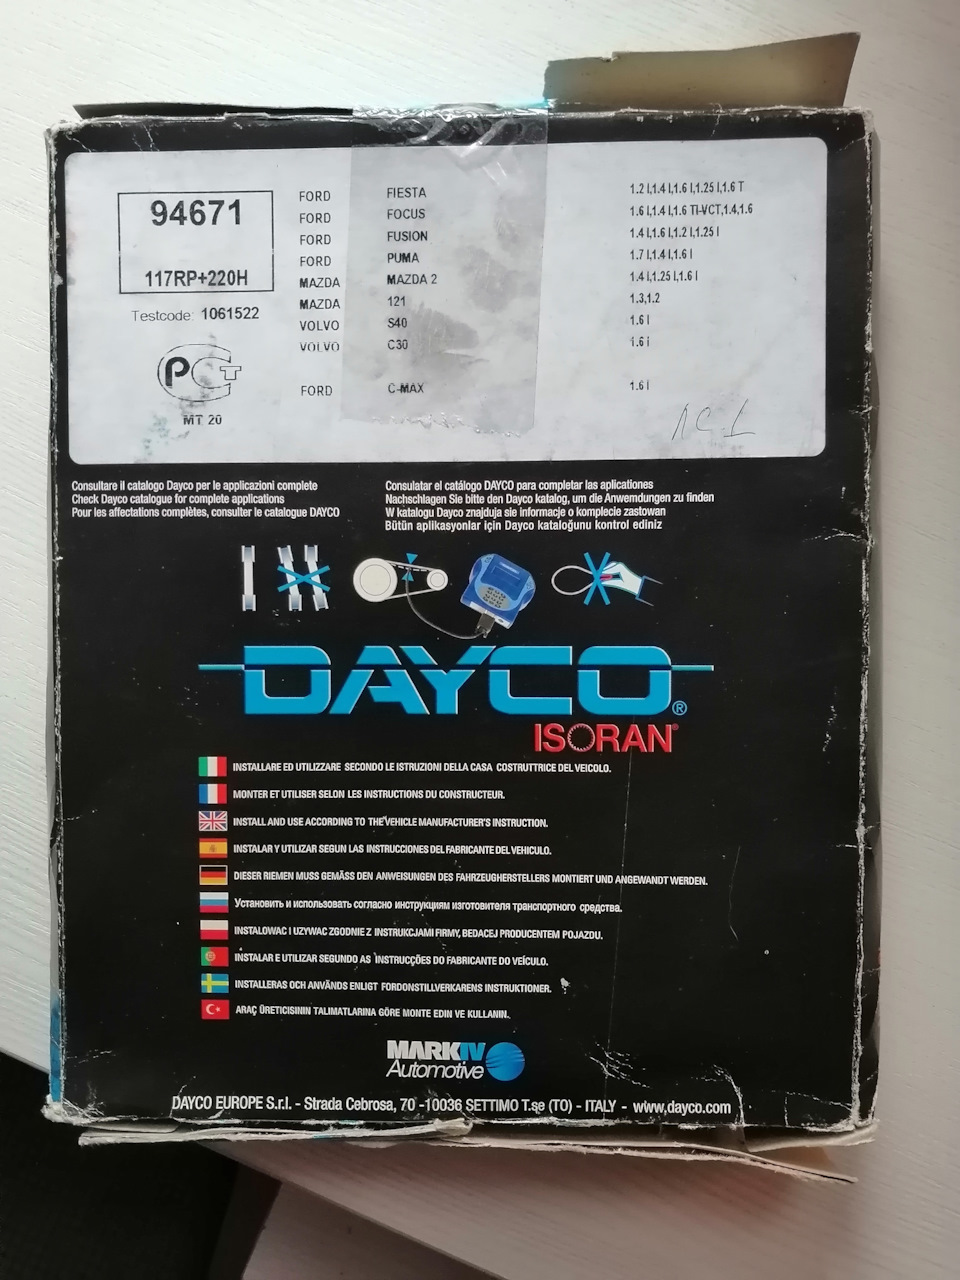 94671
117RP+220H
Testcode: 1061522
PCT
MT 20
FORD FIESTA 1.2 l,1.4 l,1.6 l,1.25 l,1.6 T
FORD FOCUS 1.6 l,1.4 l,1.6 TI-VCT,1.4,1.6
FORD FUSION 1.4 l,1.6 l,1.2 l,1.25 l
FORD PUMA 1.7 l,1.4 l,1.6 l
MAZDA MAZDA 2 1.4 l,1.25 l,1.6 l
MAZDA 121 1.3,1.2
VOLVO S40 1.6 l
VOLVO C30 1.6 l
FORD C-MAX 1.6 l
Consultare il catalogo Dayco per le applicazioni complete
Check Dayco catalogue for complete applications
Pour les affectations complètes, consulter le catalogue DAYCO
Consulatar el catálogo DAYCO para completar las aplicationes
Nachschlagen Sie bitte den Dayco katalog, um die Anwemdungen zu finden
W katalogu Dayco znajduja sie informacje o komplecie zastowan
Bütün aplikasyonlar için Dayco kataloğunu kontrol ediniz
DAYCO®
ISORAN®
INSTALLARE ED UTILIZZARE SECONDO LE ISTRUZIONI DELLA CASA COSTRUTTRICE DEL VEICOLO.
MONTER ET UTILISER SELON LES INSTRUCTIONS DU CONSTRUCTEUR.
INSTALL AND USE ACCORDING TO THE VEHICLE MANUFACTURER'S INSTRUCTION.
INSTALAR Y UTILIZAR SEGUN LAS INSTRUCCIONES DEL FABRICANTE DEL VEHICULO.
DIESER RIEMEN MUSS GEMÄSS DEN ANWEISUNGEN DES FAHRZEUGHERSTELLERS MONTIERT UND ANGEWANDT WERDEN.
Установить и использовать согласно инструкциям изготовителя транспортного средства.
INSTALOWAC I UZYWAC ZGODNIE Z INSTRUKCJAMI FIRMY, BEDACEJ PRODUCENTEM POJAZDU.
INSTALAR E UTILIZAR SEGUNDO AS INSTRUCÇÕES DO FABRICANTE DO VEÍCULO.
INSTALLERAS OCH ANVÄNDS ENLIGT FORDONSTILLVERKARENS INSTRUKTIONER.
ARAÇ ÜRETICISININ TALIMATLARINA GÖRE MONTE EDIN VE KULLANIN.
MARKIV
Automotive
DAYCO EUROPE S.r.l. - Strada Cebrosa, 70 -10036 SETTIMO T.se (TO) - ITALY - www.dayco.com